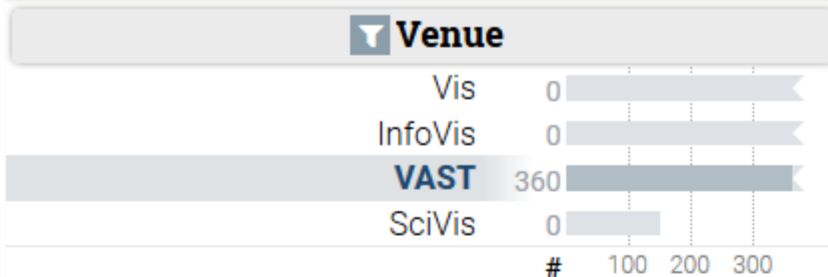 Venue
Vis 0
InfoVis 0
VAST 360
SciVis 0
# 100 200 300